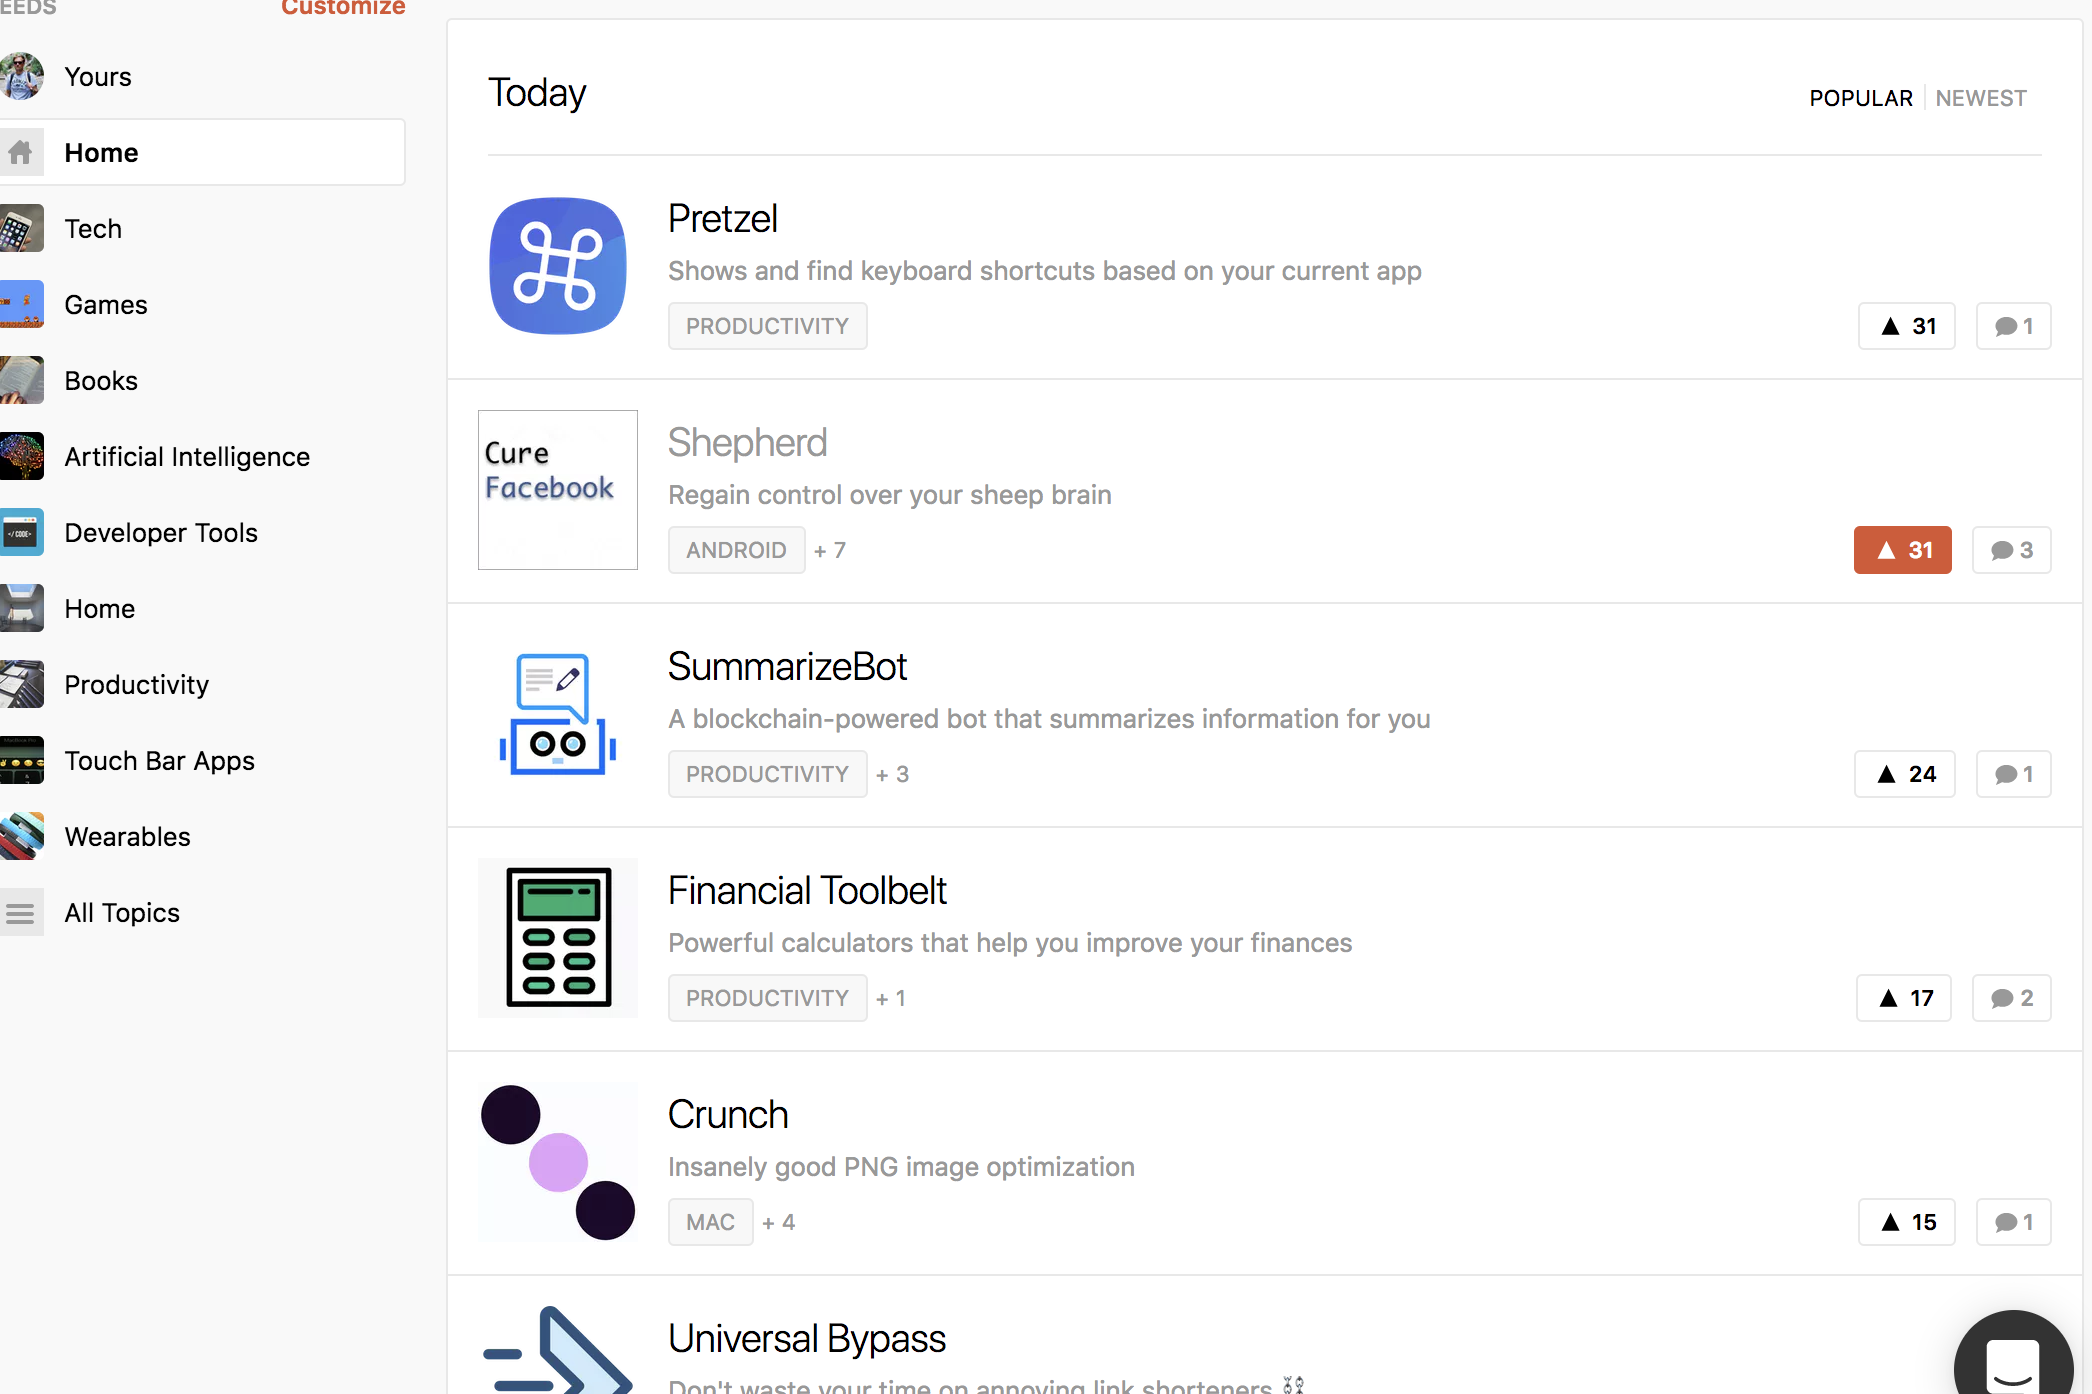 EEDS
Customize
Yours
Home
Tech
Games
Books
Artificial Intelligence
Developer Tools
Home
Productivity
Touch Bar Apps
Wearables
All Topics
Today
POPULAR
NEWEST
Pretzel
Shows and find keyboard shortcuts based on your current app
PRODUCTIVITY
31
1
Cure
Facebook
Shepherd
Regain control over your sheep brain
ANDROID
+ 7
31
3
SummarizeBot
A blockchain-powered bot that summarizes information for you
PRODUCTIVITY
+ 3
24
1
Financial Toolbelt
Powerful calculators that help you improve your finances
PRODUCTIVITY
+ 1
17
2
Crunch
Insanely good PNG image optimization
MAC
+ 4
15
1
Universal Bypass
Don't waste your time on annoying link shorteners